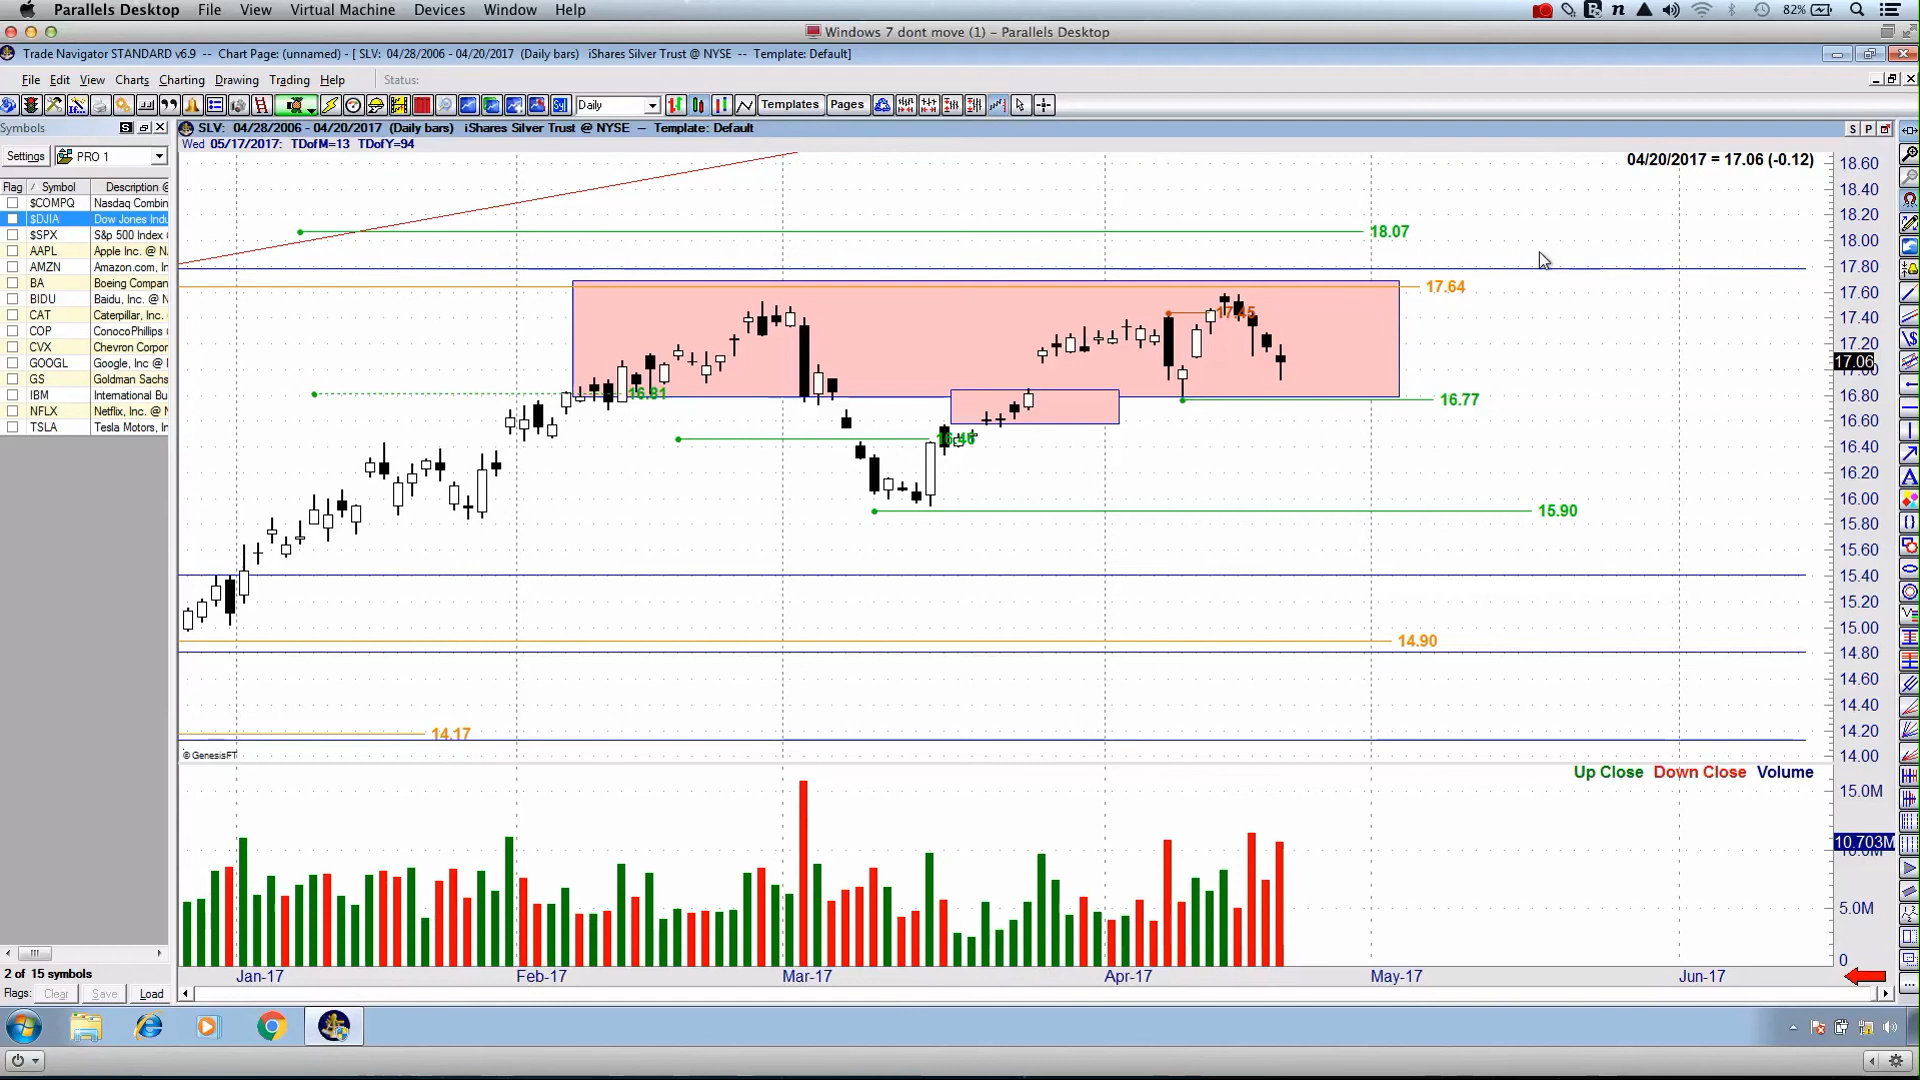 Parallels Desktop File View Virtual Machine Devices Window Help 82%
Windows 7 dont move (1) – Parallels Desktop
Trade Navigator STANDARD v6.9 - Chart Page: (unnamed) - [ SLV: 04/28/2006 - 04/20/2017 (Daily bars) iShares Silver Trust @ NYSE -- Template: Default]
File Edit View Charts Charting Drawing Trading Help Status:
Daily Templates Pages
Symbols S
SLV: 04/28/2006 - 04/20/2017 (Daily bars) iShares Silver Trust @ NYSE -- Template: Default S P
Wed 05/17/2017: TDofM=13 TDofY=94
Settings PRO 1
04/20/2017 = 17.06 (-0.12)
Flag Symbol Description @
$COMPQ Nasdaq Combin
$DJIA Dow Jones Indu
$SPX S&p 500 Index @
AAPL Apple Inc. @ N
AMZN Amazon.com, In
BA Boeing Compan
BIDU Baidu, Inc @ N
CAT Caterpillar, Inc
COP ConocoPhillips
CVX Chevron Corpor
GOOGL Google, Inc @
GS Goldman Sachs
IBM International Bu
NFLX Netflix, Inc @
TSLA Tesla Motors, In
18.07
17.64
17.45
16.81
16.77
16.46
15.90
14.90
14.17
18.60
18.40
18.20
18.00
17.80
17.60
17.40
17.20
17.06
17.00
16.80
16.60
16.40
16.20
16.00
15.80
15.60
15.40
15.20
15.00
14.80
14.60
14.40
14.20
14.00
© GenesisFT
Up Close Down Close Volume
15.0M
10.703M
10.0M
5.0M
0
Jan-17 Feb-17 Mar-17 Apr-17 May-17 Jun-17
2 of 15 symbols
Flags: Clear Save Load